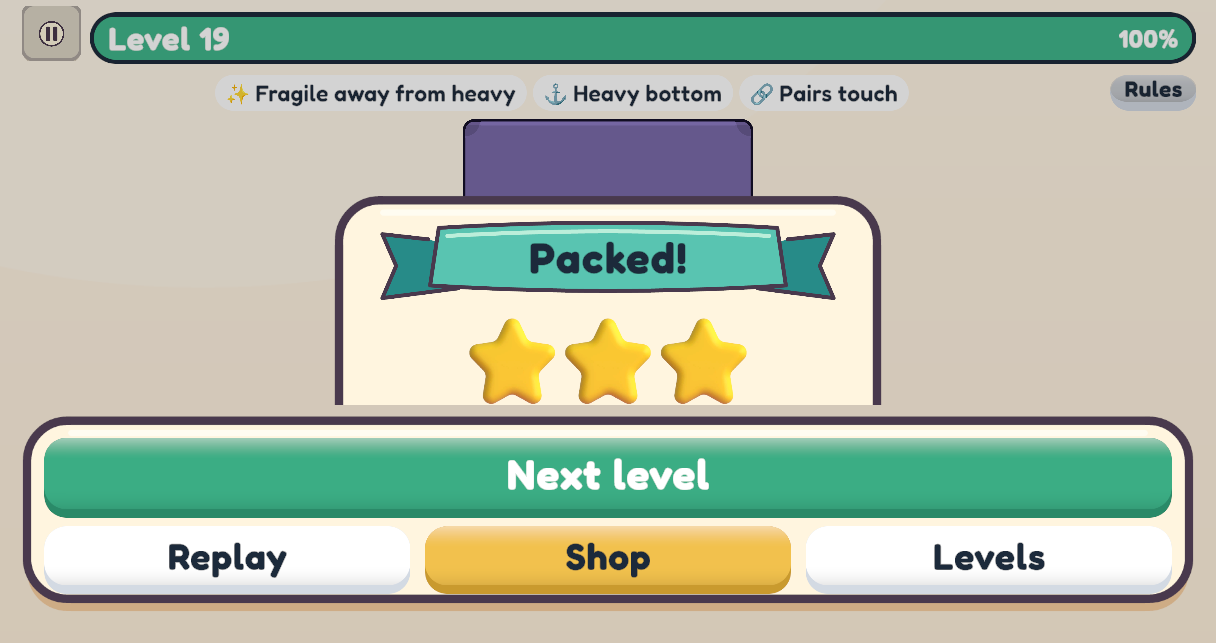 Level 19
100%
Fragile away from heavy
Heavy bottom
Pairs touch
Rules
Packed!
Next level
Replay
Shop
Levels